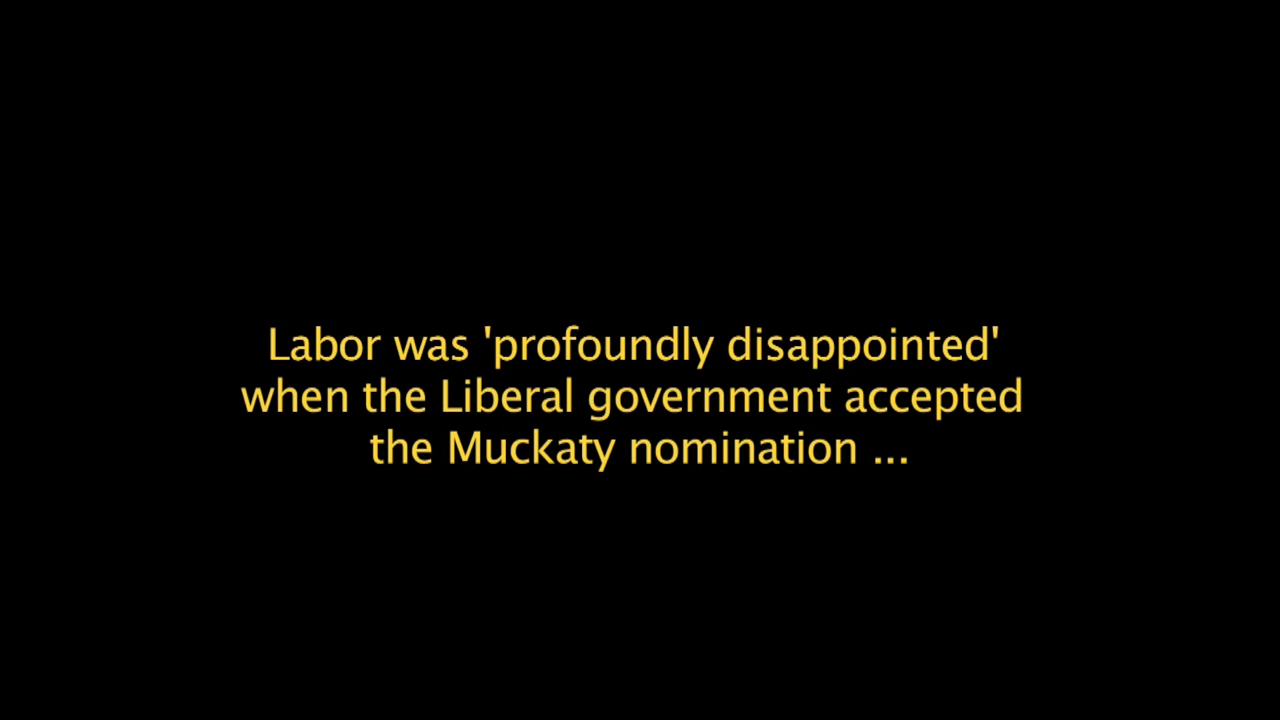 Labor was 'profoundly disappointed'
when the Liberal government accepted
the Muckaty nomination ...